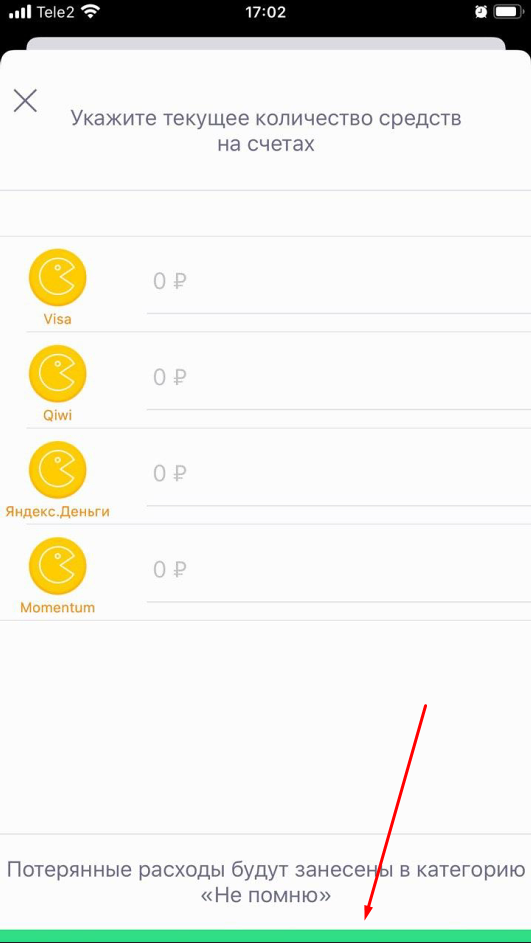 Tele2
17:02
Укажите текущее количество средств
на счетах
0 ₽
Visa
0 ₽
Qiwi
0 ₽
Яндекс.Деньги
0 ₽
Momentum
Потерянные расходы будут занесены в категорию
«Не помню»